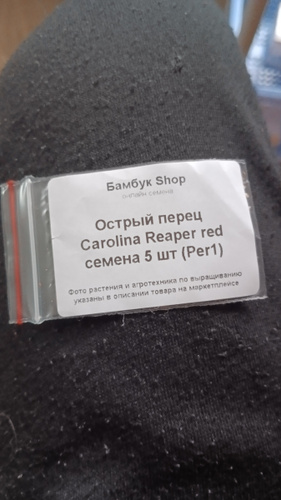 Бамбук Shop
онлайн семена
Острый перец
Carolina Reaper red
семена 5 шт (Per1)
Фото растения и агротехника по выращиванию
указаны в описании товара на маркетплейсе